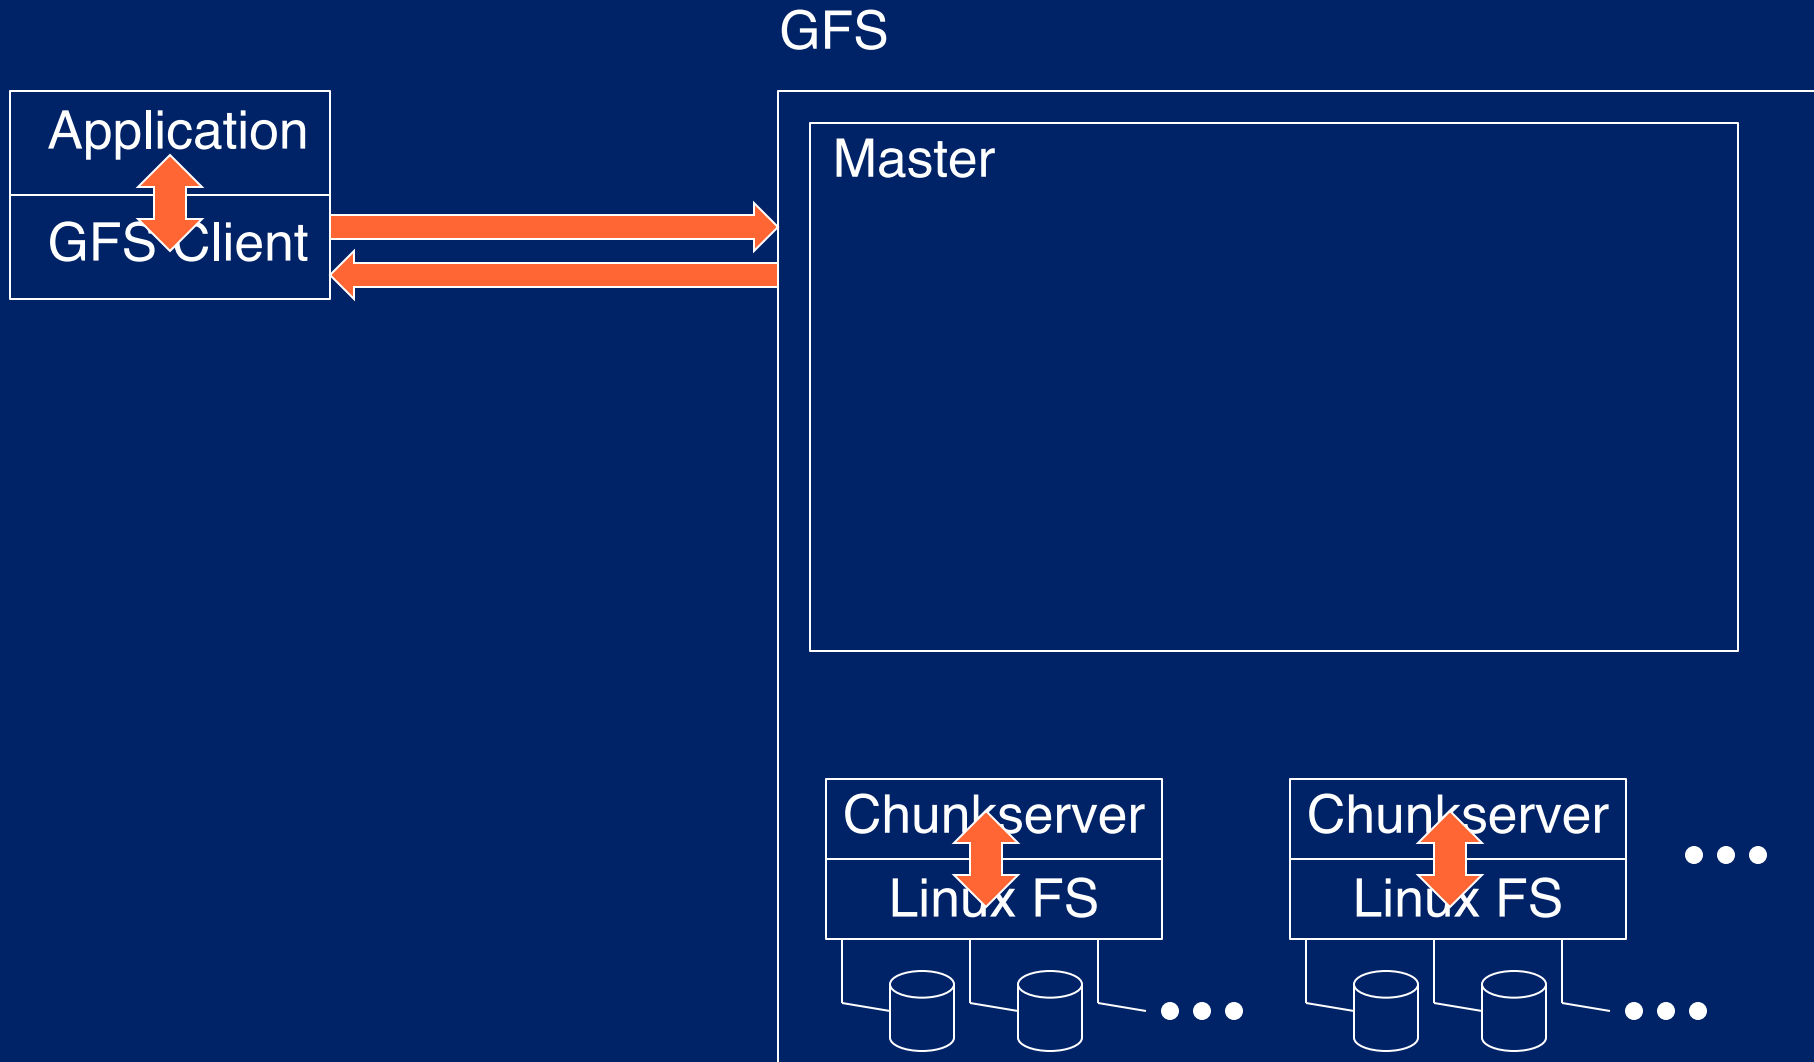 GFS
Application
GFS Client
Master
Chunkserver
Linux FS
Chunkserver
Linux FS